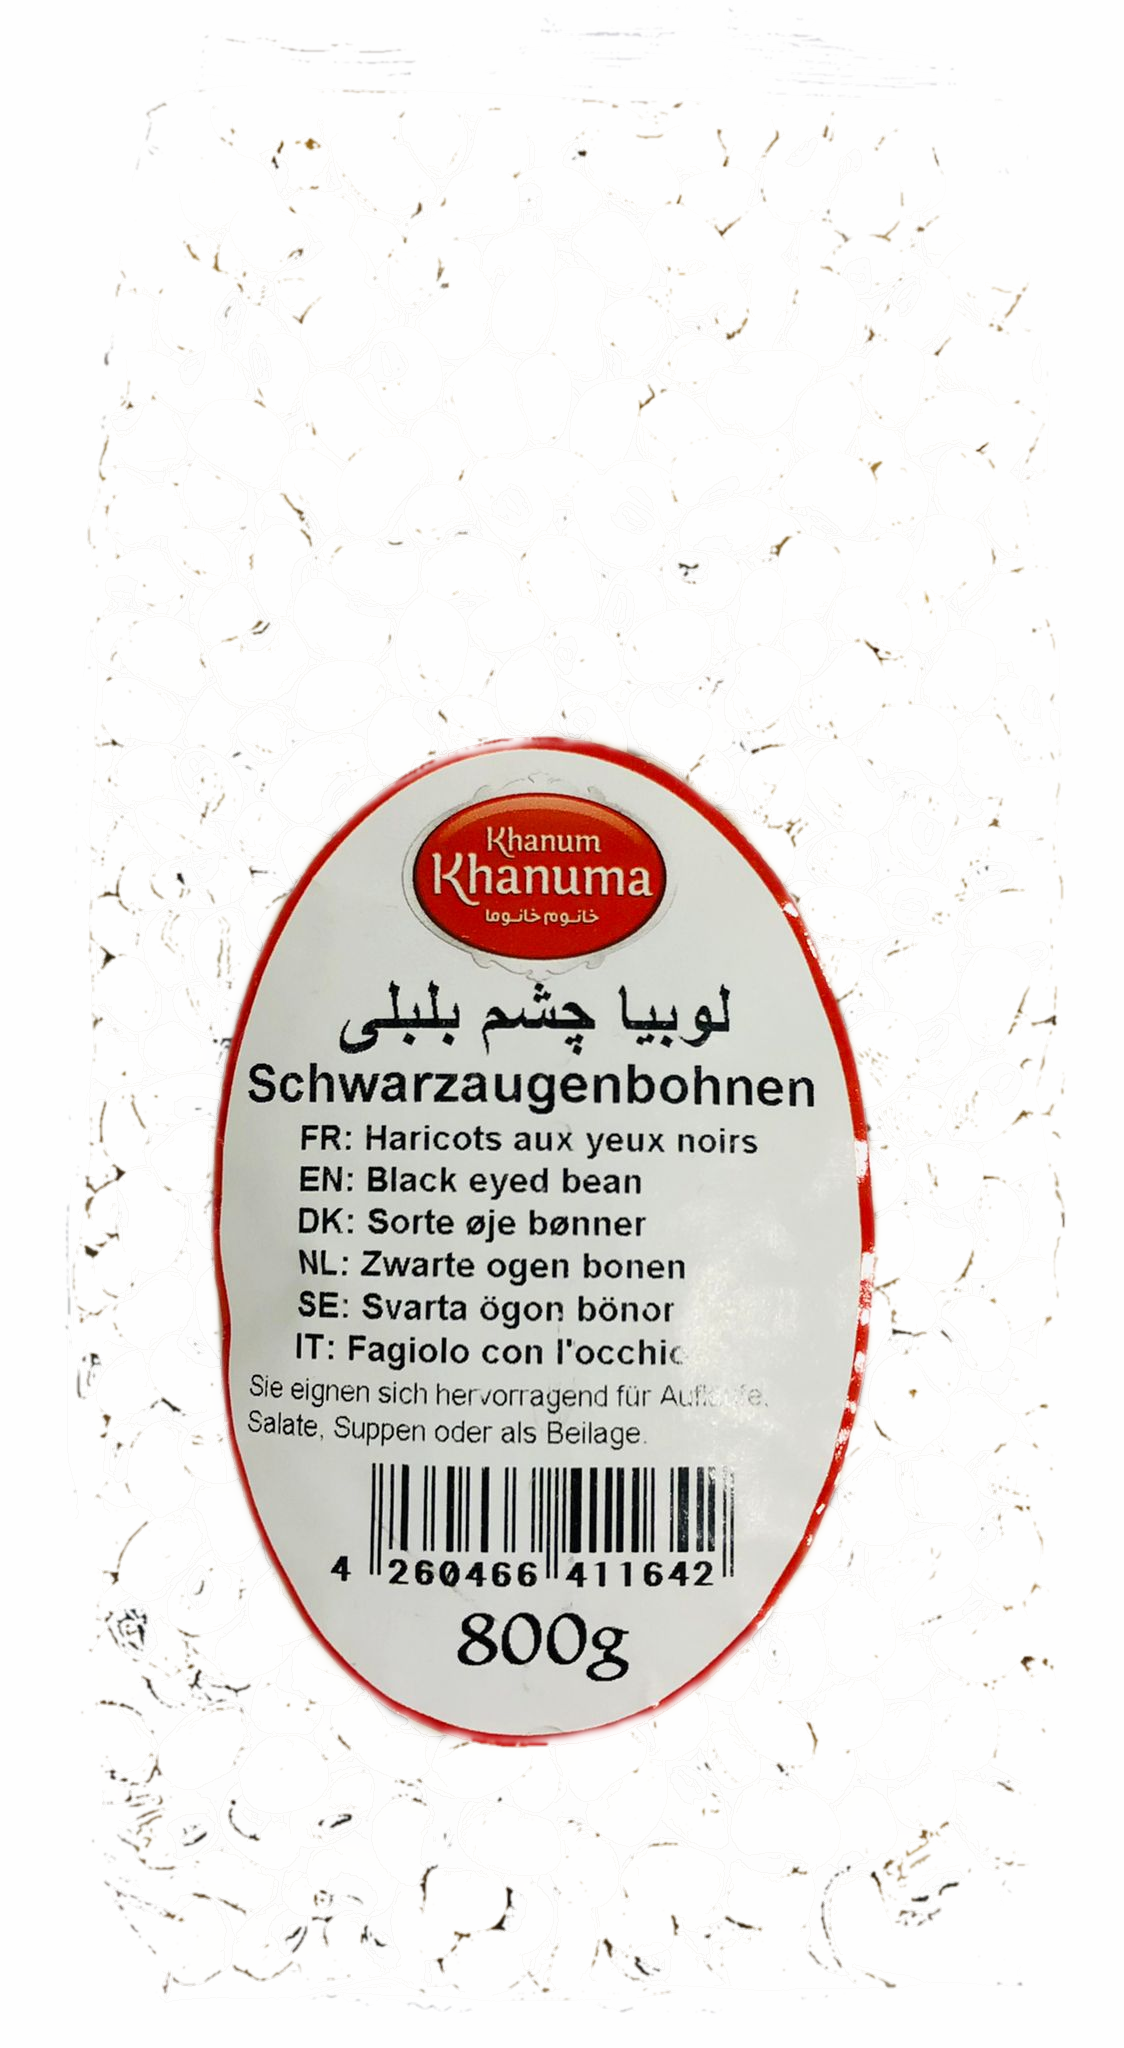 Khanum
Khanuma
خانوم خانوما
لوبیا چشم بلبلی
Schwarzaugenbohnen
FR: Haricots aux yeux noirs
EN: Black eyed bean
DK: Sorte øje bønner
NL: Zwarte ogen bonen
SE: Svarta ögon bönor
IT: Fagiolo con l'occhio
Sie eignen sich hervorragend für Aufläufe,
Salate, Suppen oder als Beilage.
4 260466 411642
800g